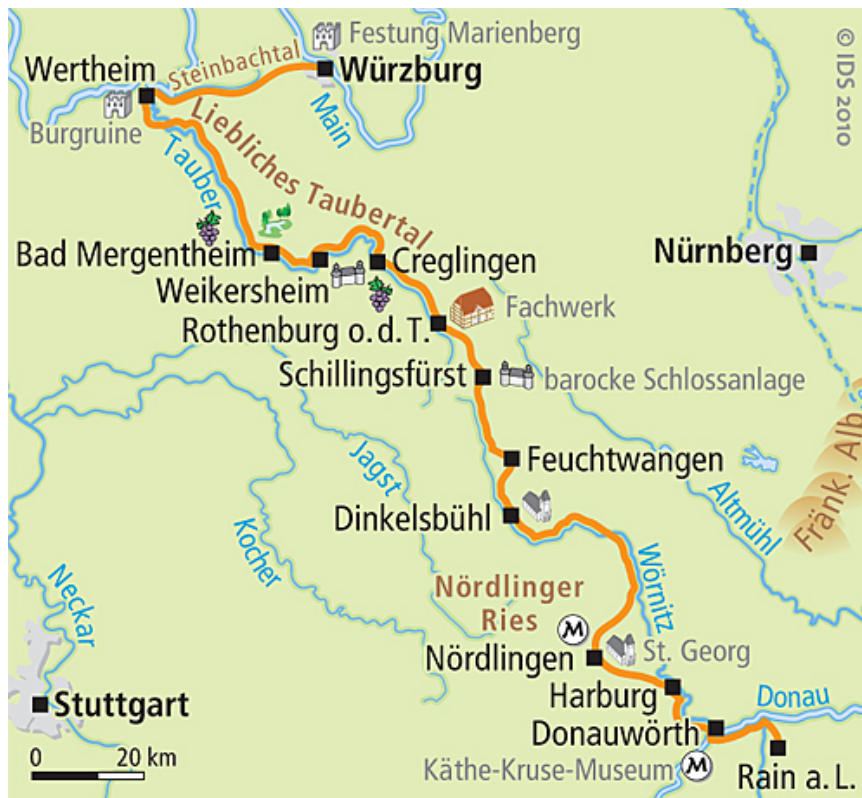 Festung Marienberg
© IDS 2010
Wertheim
Steinbachtal
Würzburg
Burgruine
Main
Liebliches Taubertal
Tauber
Bad Mergentheim
Creglingen
Nürnberg
Weikersheim
Fachwerk
Rothenburg o. d. T.
Schillingsfürst
barocke Schlossanlage
Fränk. Alb
Jagst
Feuchtwangen
Altmühl
Dinkelsbühl
Kocher
Wörnitz
Neckar
Nördlinger
Ries
M
St. Georg
Nördlingen
Harburg
Donau
Stuttgart
Donauwörth
0 20 km
Käthe-Kruse-Museum
M
Rain a. L.